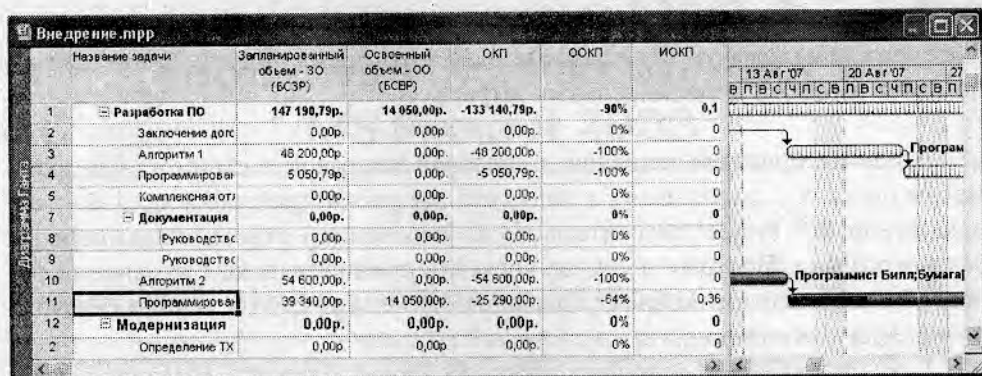 Внедрение.mpp
Название задачи Запланированный объем - ЗО (БСЗР) Освоенный объем - ОО (БСВР) ОКП ООКП ИОКП
13 Авг '07 20 Авг '07 27
В П В С Ч П С В П В С Ч П С В П
1 Разработка ПО 147 190,79р. 14 050,00р. -133 140,79р. -90% 0,1
2 Заключение дого 0,00р. 0,00р. 0,00р. 0% 0
3 Алгоритм 1 48 200,00р. 0,00р. -48 200,00р. -100% 0 Програм
4 Программирова 5 050,79р. 0,00р. -5 050,79р. -100% 0
5 Комплексная отл 0,00р. 0,00р. 0,00р. 0% 0
7 Документация 0,00р. 0,00р. 0,00р. 0% 0
8 Руководство 0,00р. 0,00р. 0,00р. 0% 0
9 Руководство 0,00р. 0,00р. 0,00р. 0% 0
10 Алгоритм 2 54 600,00р. 0,00р. -54 600,00р. -100% 0 Программист Билл;Бумага[
11 Программирован 39 340,00р. 14 050,00р. -25 290,00р. -64% 0,36
12 Модернизация 0,00р. 0,00р. 0,00р. 0% 0
2 Определение ТХ 0,00р. 0,00р. 0,00р. 0% 0
Диаграмма Ганта